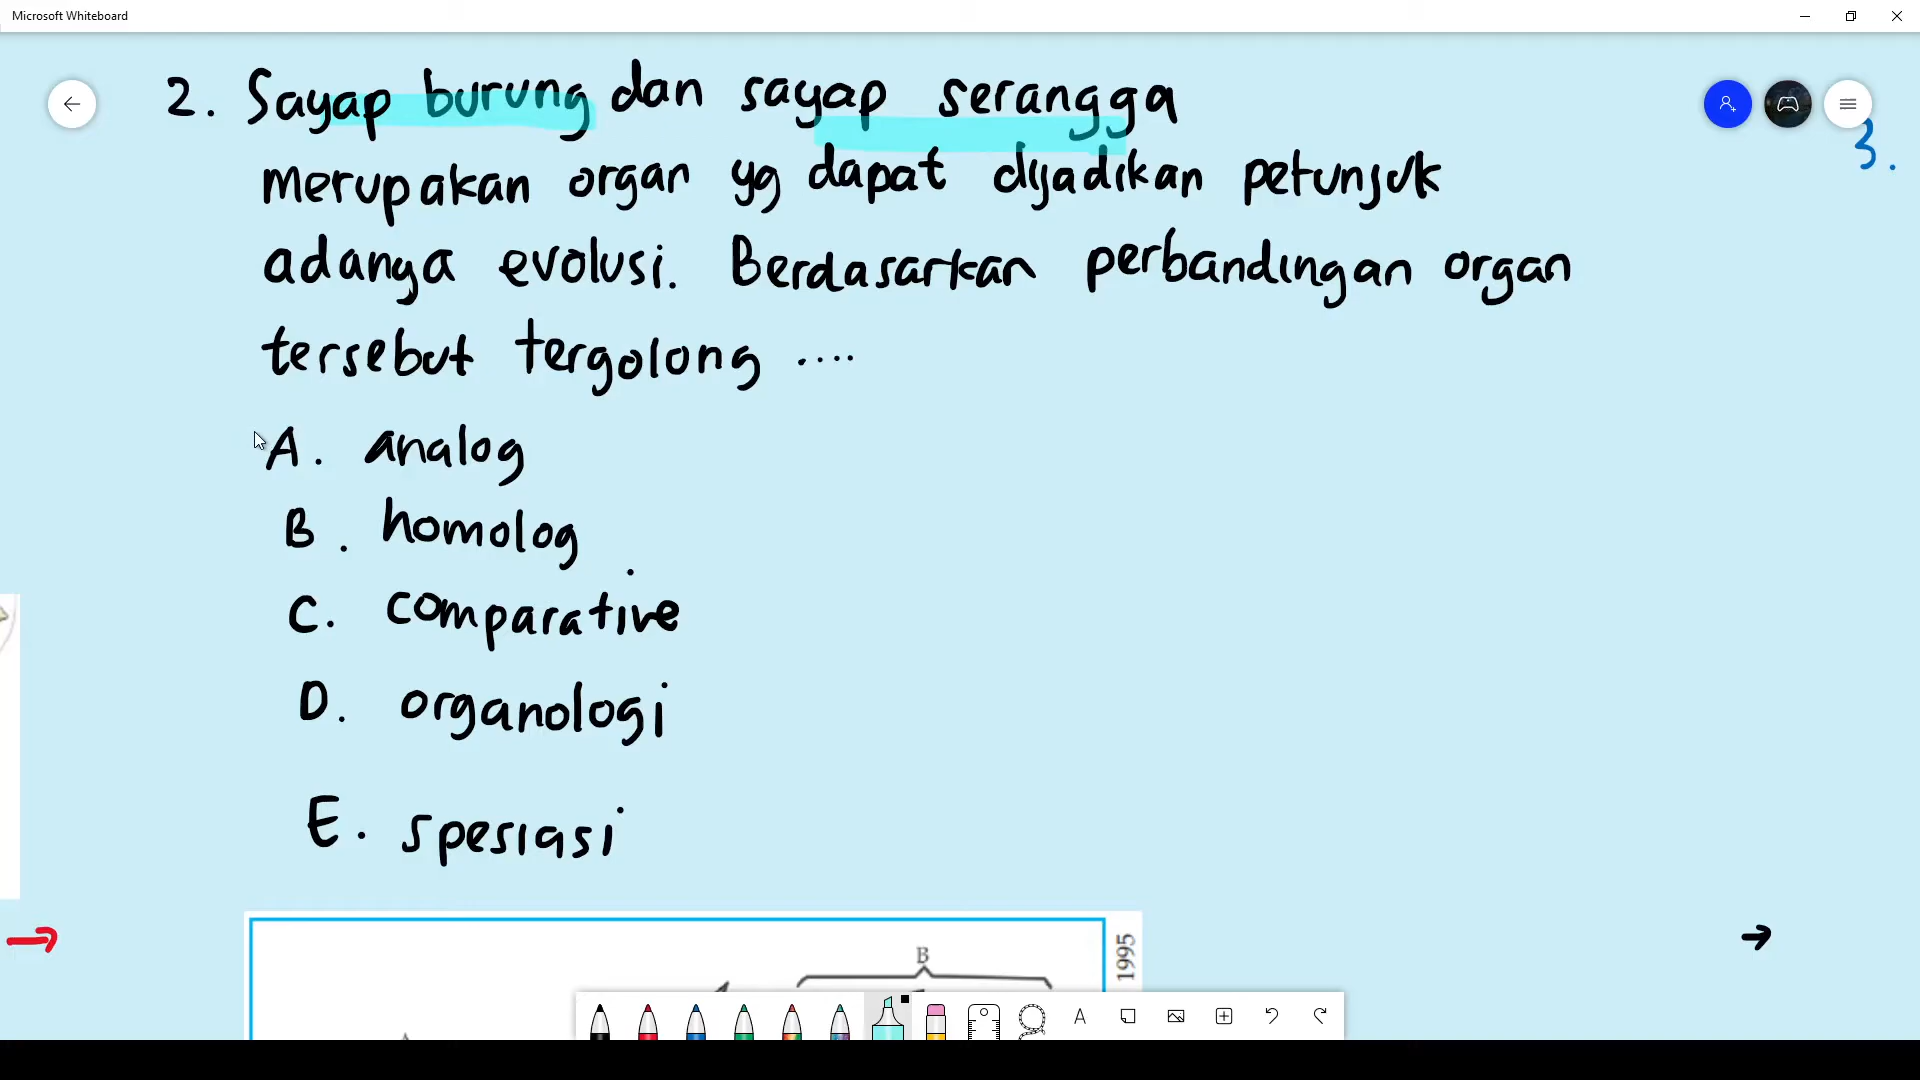 Microsoft Whiteboard
2. Sayap burung dan sayap serangga
merupakan organ yg dapat dijadikan petunjuk
adanya evolusi. Berdasarkan perbandingan organ
tersebut tergolong ....
A. analog
B. homolog
C. comparative
D. organologi
E. spesiasi
3.
B
1995
A